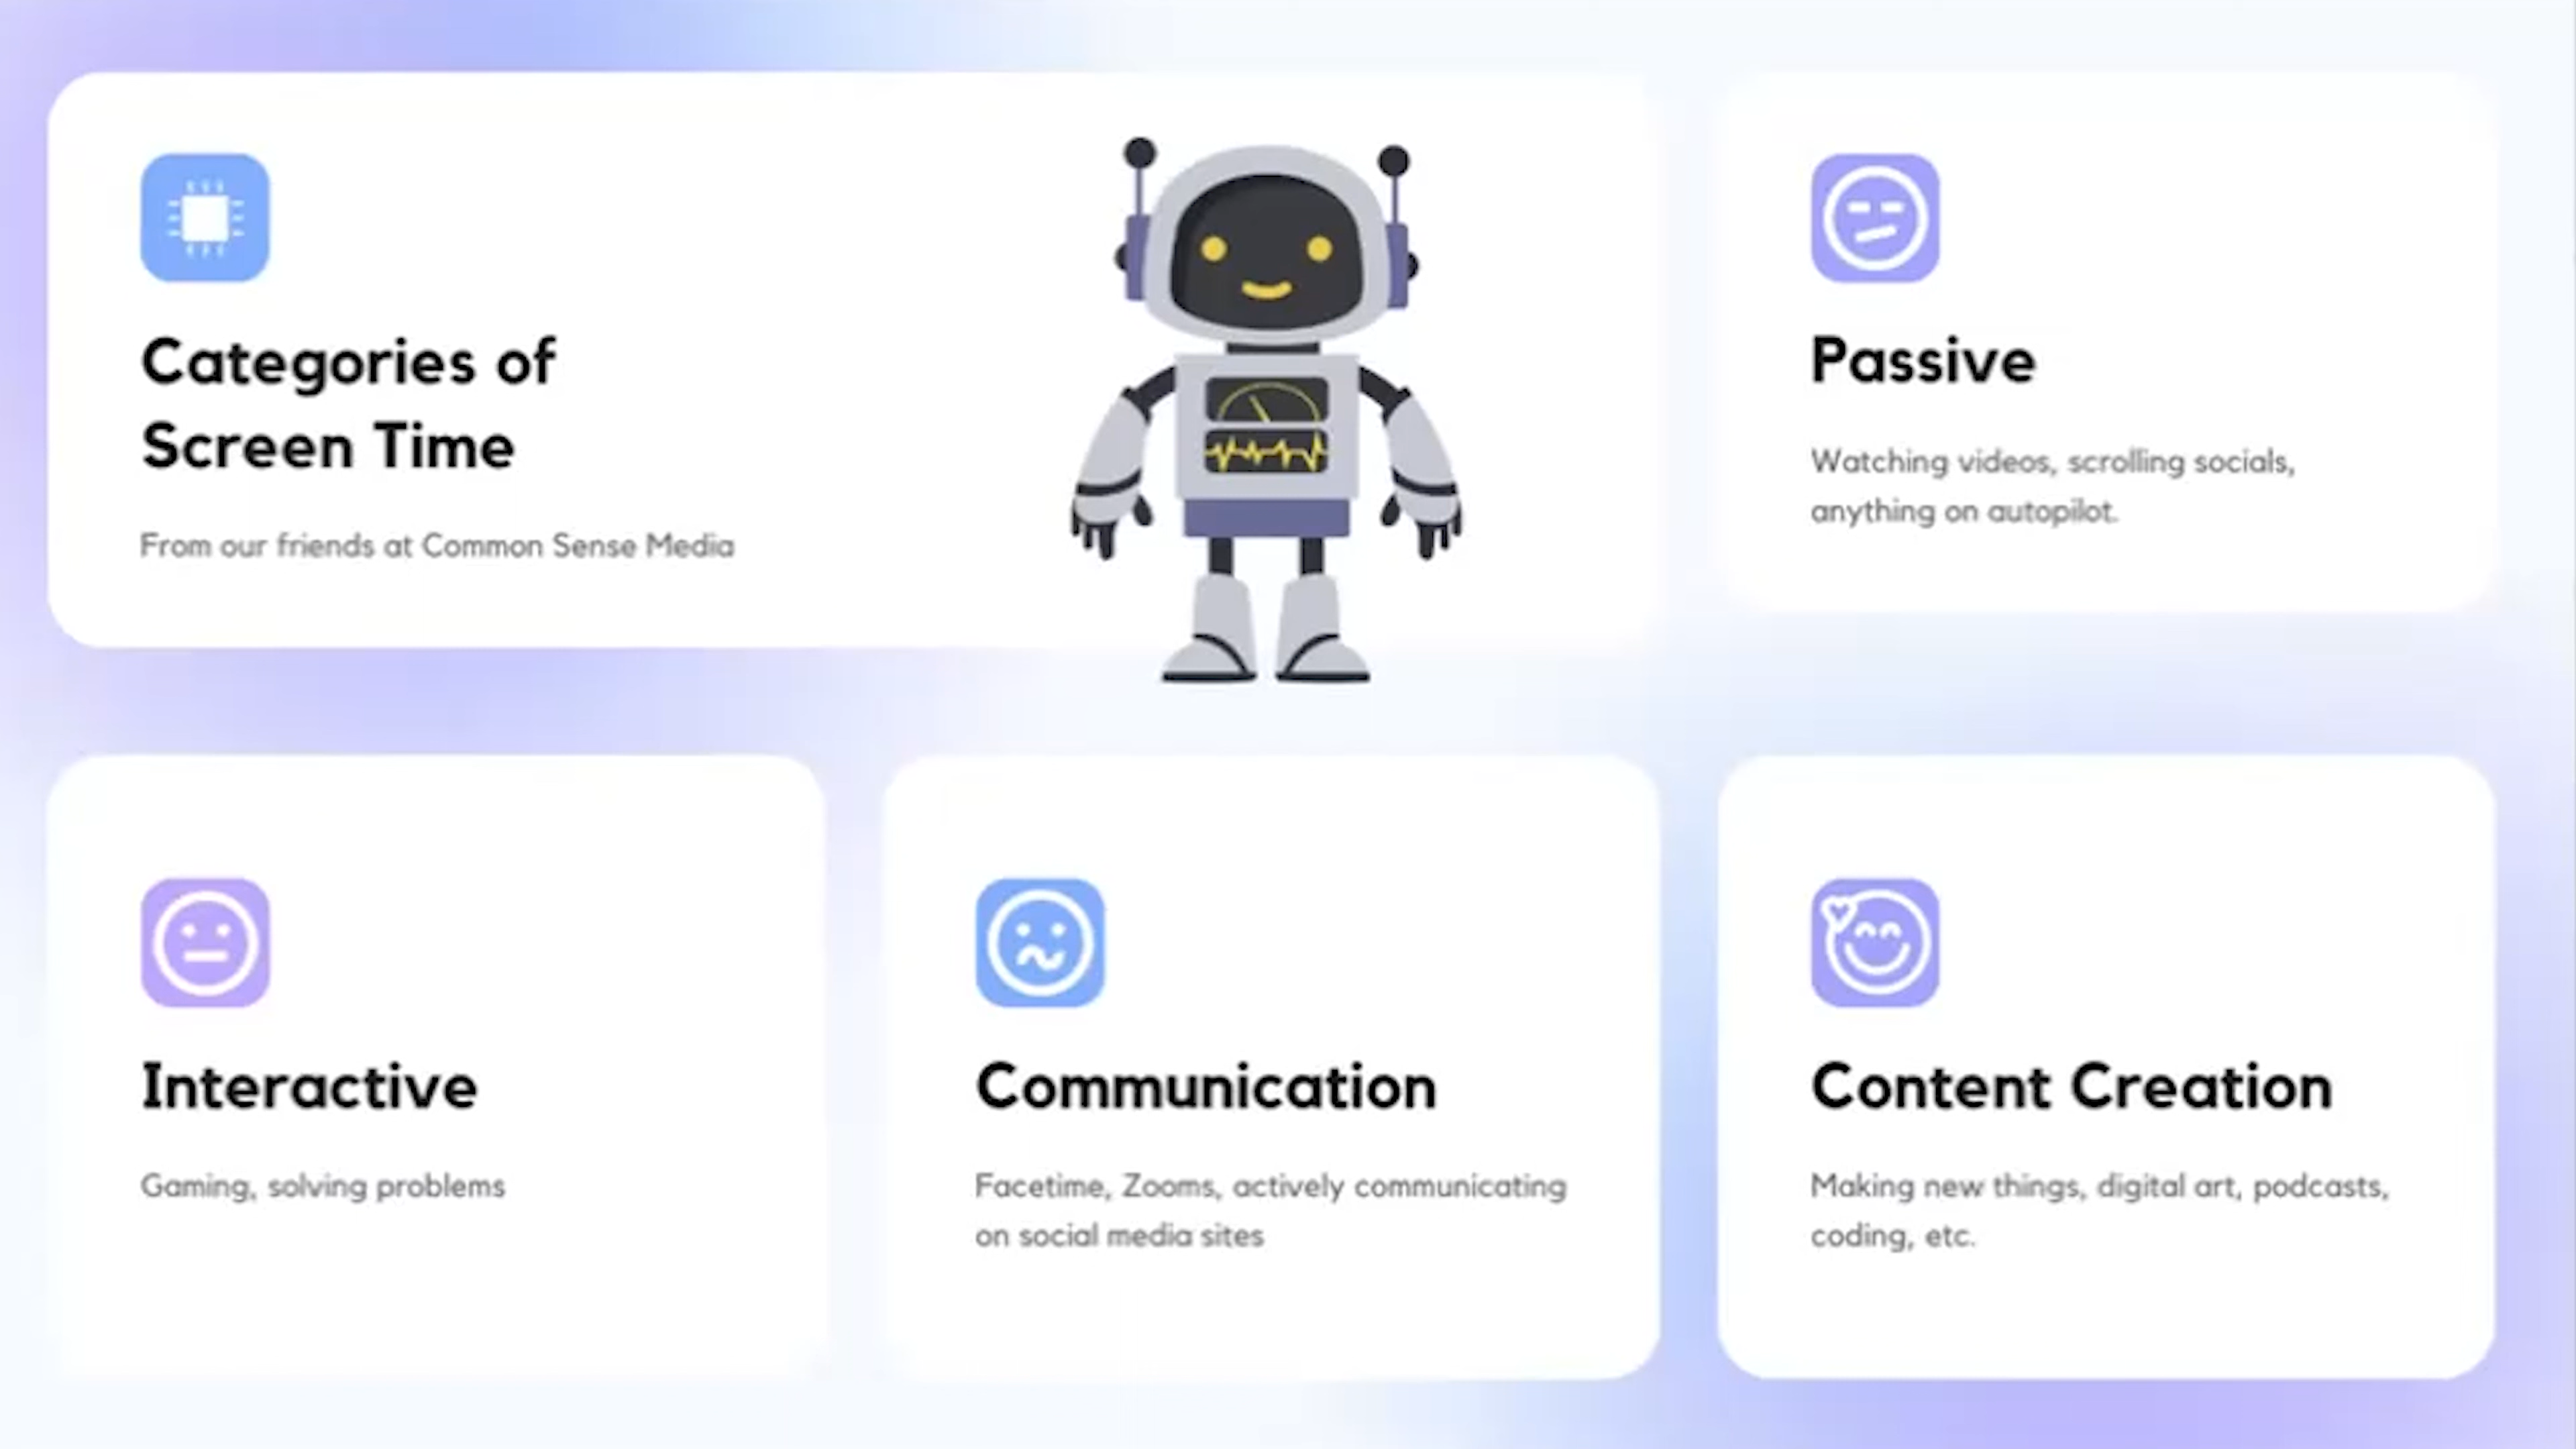 Categories of
Screen Time
From our friends at Common Sense Media
Passive
Watching videos, scrolling socials,
anything on autopilot.
Interactive
Gaming, solving problems
Communication
Facetime, Zooms, actively communicating
on social media sites
Content Creation
Making new things, digital art, podcasts,
coding, etc.